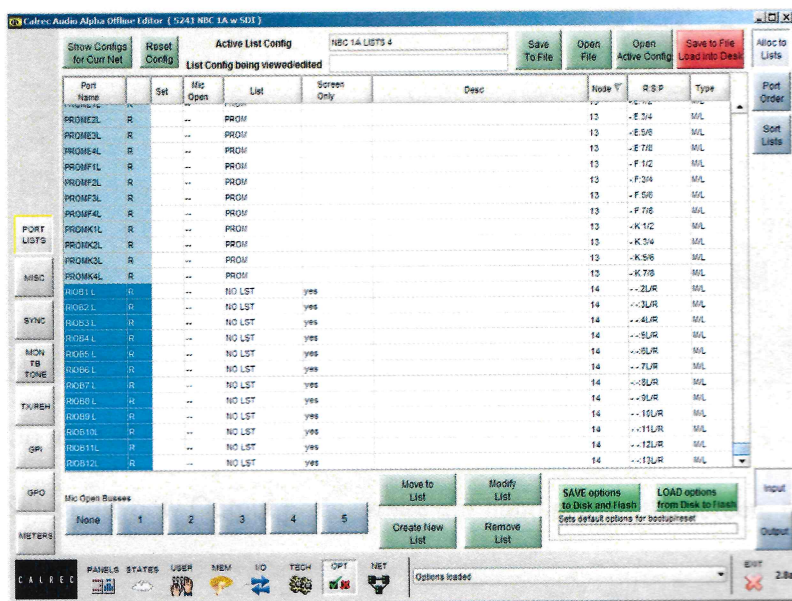 Calrec Audio Alpha Offline Editor ( 5241 NBC 1A w SDI )
Show Configs for Curr Net
Reset Config
Active List Config
NBC 1A LISTS 4
List Config being viewed/edited
Save To File
Open File
Open Active Config
Save to File Load into Desk
Alloc to Lists
Port Name Set Mic Open List Screen Only Desc Node R:S:P Type
PROME2L R -- PROM 13 -:E:3/4 M/L
PROME3L R -- PROM 13 -:E:5/6 M/L
PROME4L R -- PROM 13 -:E:7/8 M/L
PROMF1L R -- PROM 13 -:F:1/2 M/L
PROMF2L R -- PROM 13 -:F:3/4 M/L
PROMF3L R -- PROM 13 -:F:5/6 M/L
PROMF4L R -- PROM 13 -:F:7/8 M/L
PROMK1L R -- PROM 13 -:K:1/2 M/L
PROMK2L R -- PROM 13 -:K:3/4 M/L
PROMK3L R -- PROM 13 -:K:5/6 M/L
PROMK4L R -- PROM 13 -:K:7/8 M/L
RIOB1 L R -- NO LST yes 14 -:-:2L/R M/L
RIOB2 L R -- NO LST yes 14 -:-:3L/R M/L
RIOB3 L R -- NO LST yes 14 -:-:4L/R M/L
RIOB4 L R -- NO LST yes 14 -:-:5L/R M/L
RIOB5 L R -- NO LST yes 14 -:-:6L/R M/L
RIOB6 L R -- NO LST yes 14 -:-:7L/R M/L
RIOB7 L R -- NO LST yes 14 -:-:8L/R M/L
RIOB8 L R -- NO LST yes 14 -:-:9L/R M/L
RIOB9 L R -- NO LST yes 14 -:-:10L/R M/L
RIOB10L R -- NO LST yes 14 -:-:11L/R M/L
RIOB11L R -- NO LST yes 14 -:-:12L/R M/L
RIOB12L R -- NO LST yes 14 -:-:13L/R M/L
Port Order
Sort Lists
PORT LISTS
MISC
SYNC
MON TB TONE
TX/REH
GPI
GPO
METERS
Mic Open Busses
None 1 2 3 4 5
Move to List
Modify List
Create New List
Remove List
SAVE options to Disk and Flash
LOAD options from Disk to Flash
Sets default options for bootup/reset
Input
Output
CALREC
PANELS STATES USER MEM I/O TECH OPT NET
Options loaded
EXIT